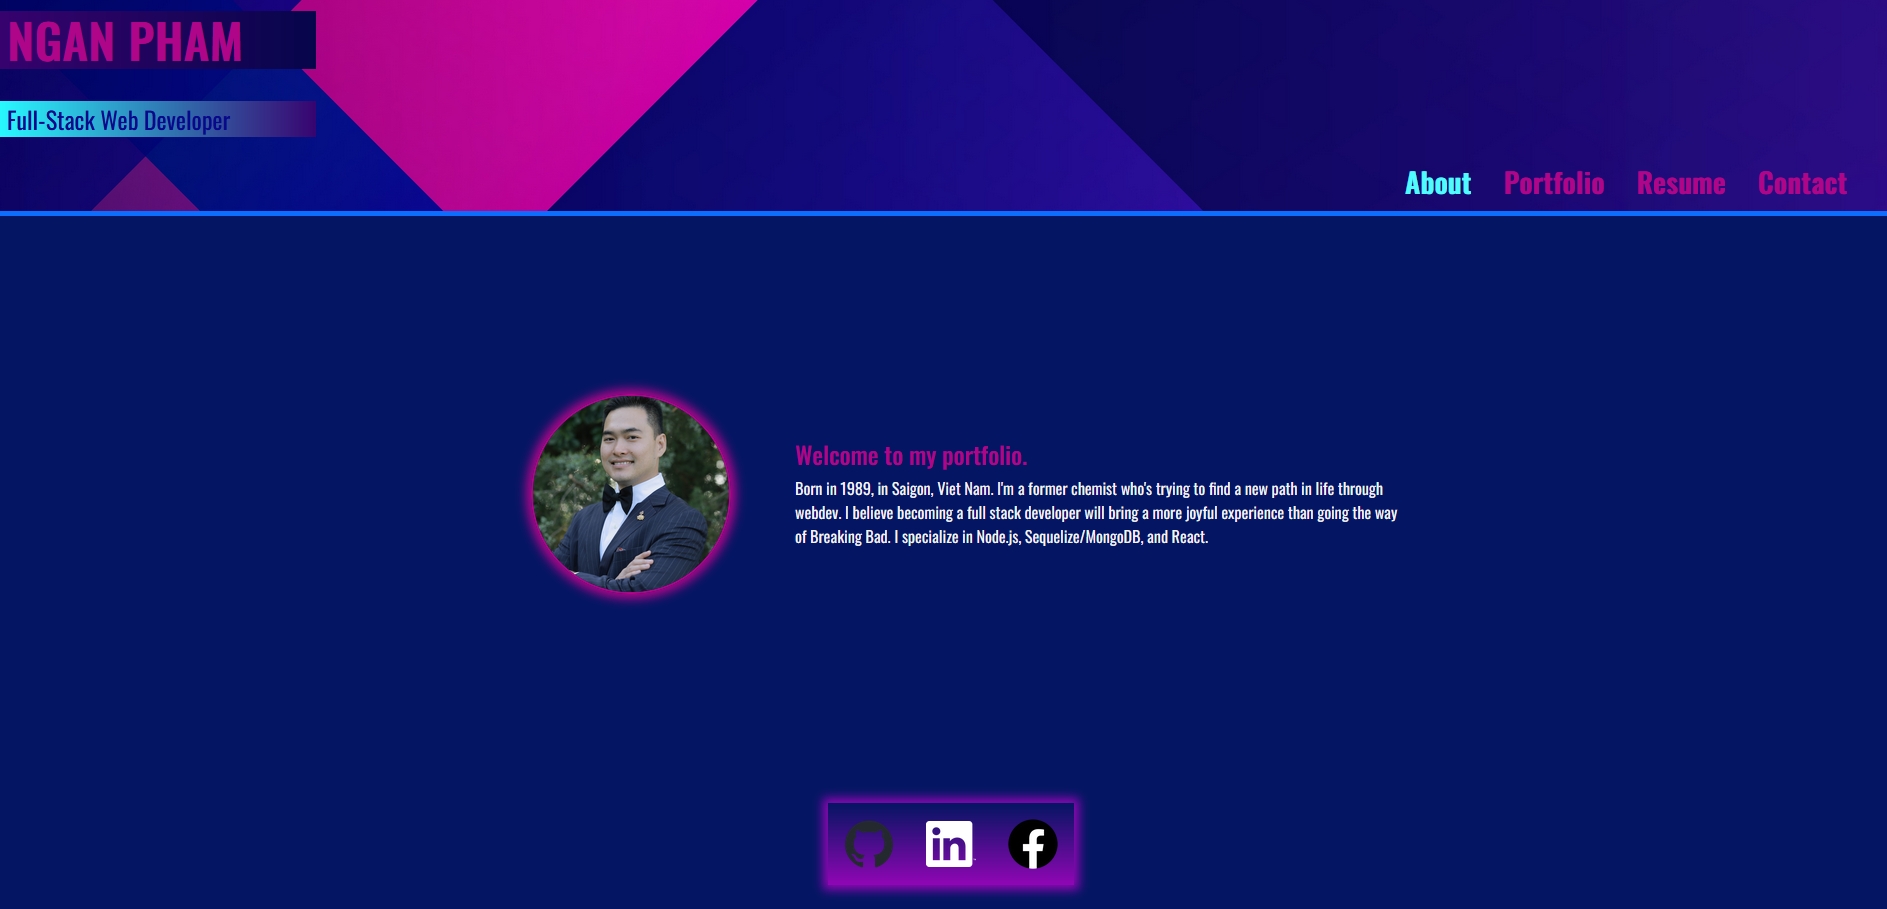 NGAN PHAM
Full-Stack Web Developer
About Portfolio Resume Contact
Welcome to my portfolio.
Born in 1989, in Saigon, Viet Nam. I'm a former chemist who's trying to find a new path in life through
webdev. I believe becoming a full stack developer will bring a more joyful experience than going the way
of Breaking Bad. I specialize in Node.js, Sequelize/MongoDB, and React.
in